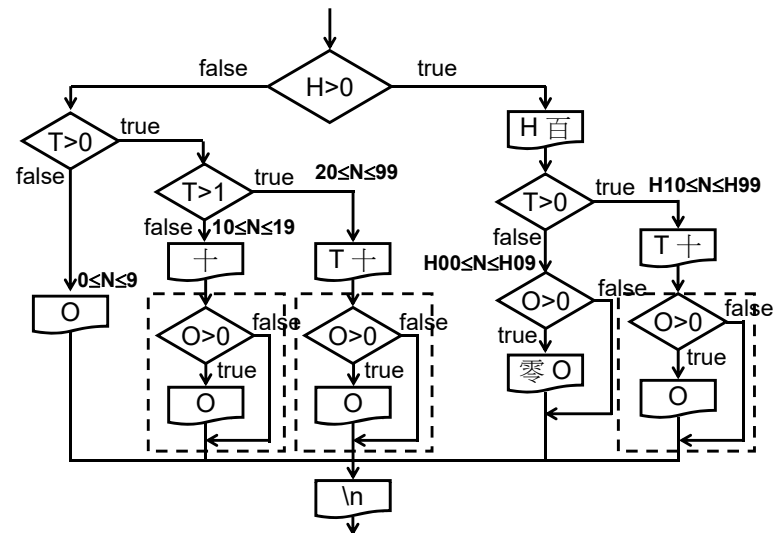 false
H>0
true
T>0
true
false
H 百
T>1
true
20≤N≤99
T>0
true
H10≤N≤H99
false
10≤N≤19
false
十
T 十
T 十
H00≤N≤H09
0≤N≤9
O
O>0
false
O>0
false
O>0
false
O>0
false
true
true
true
true
零 O
O
O
O
\n